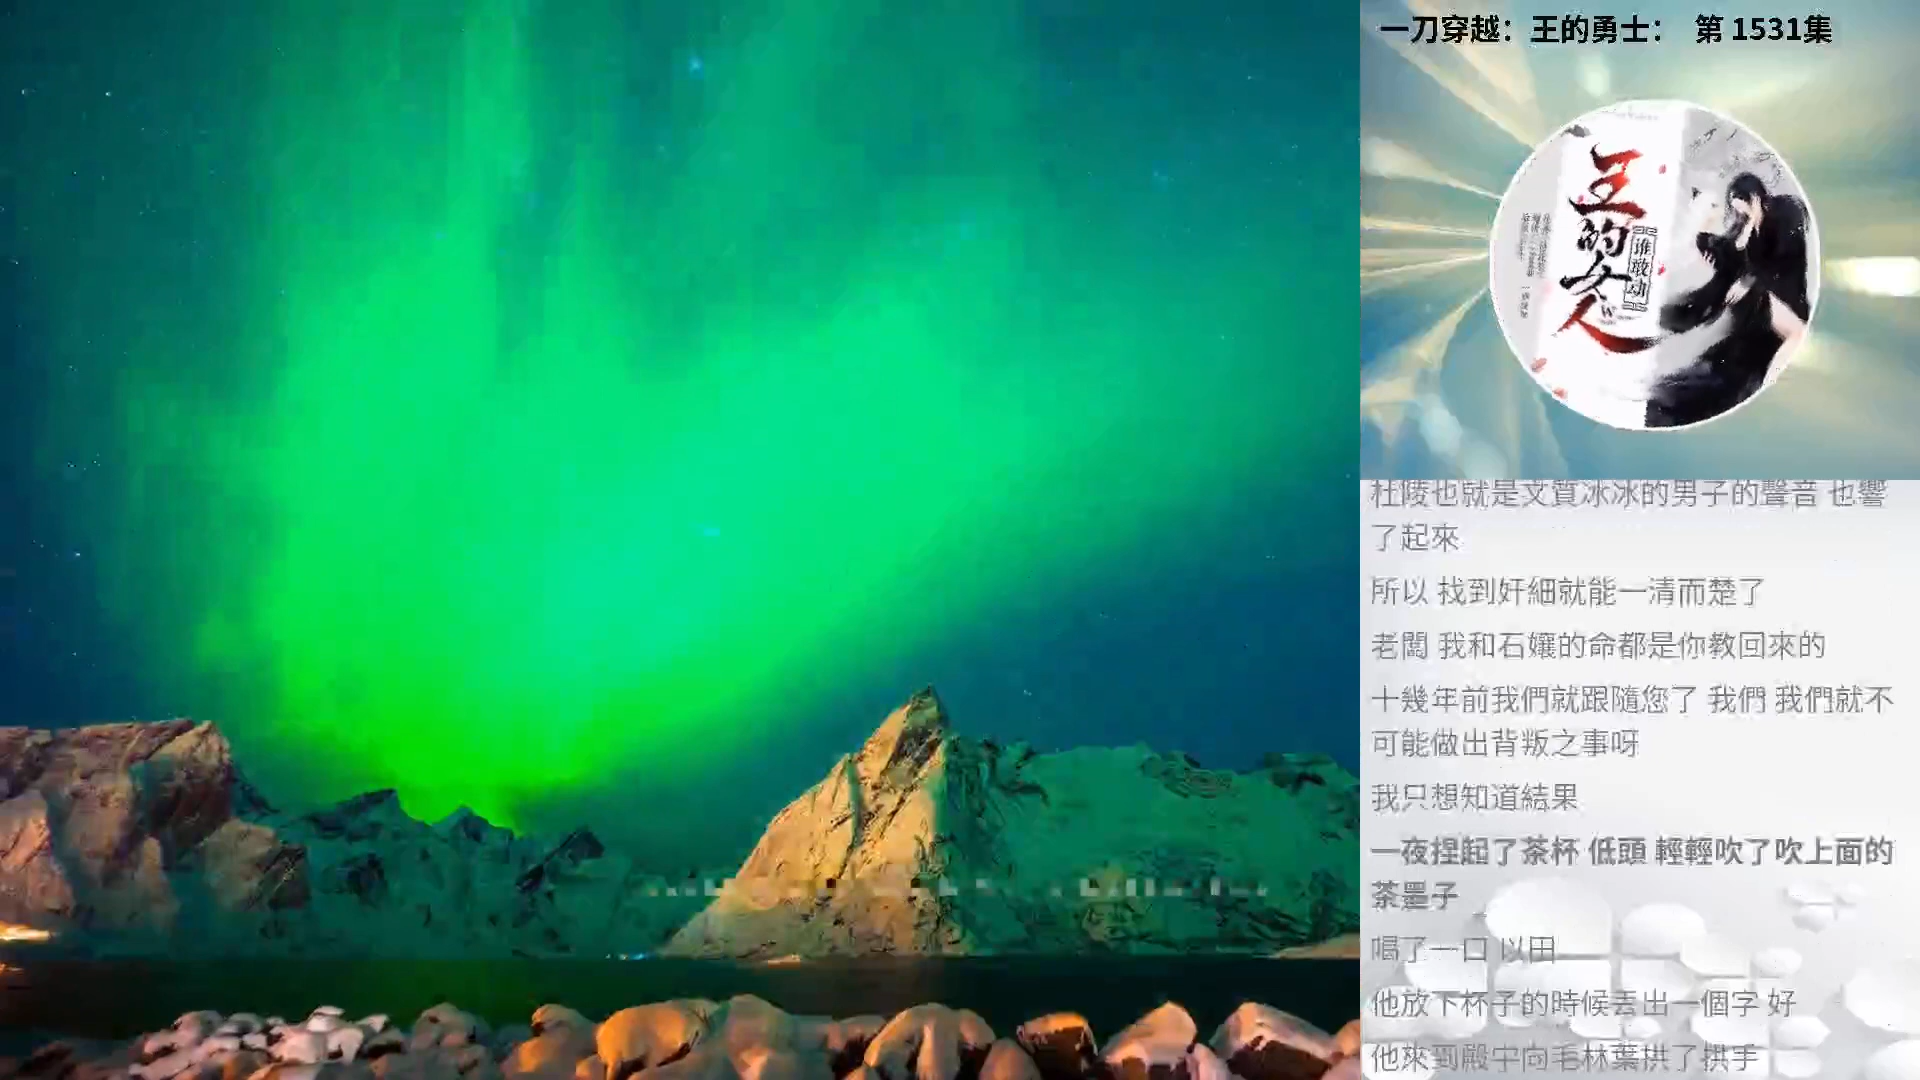 一刀穿越：王的勇士： 第 1531集
王的女人
谁敢动
杜陵也就是文質冰冰的男子的聲音 也響
了起來
所以 找到奸細就能一清而楚了
老闆 我和石孃的命都是你教回來的
十幾年前我們就跟隨您了 我們 我們就不
可能做出背叛之事呀
我只想知道結果
一夜捏起了茶杯 低頭 輕輕吹了吹上面的
茶墨子
喝了一口 以田
他放下杯子的時候丟出一個字 好
他來到殿宇向毛林葉拱了拱手